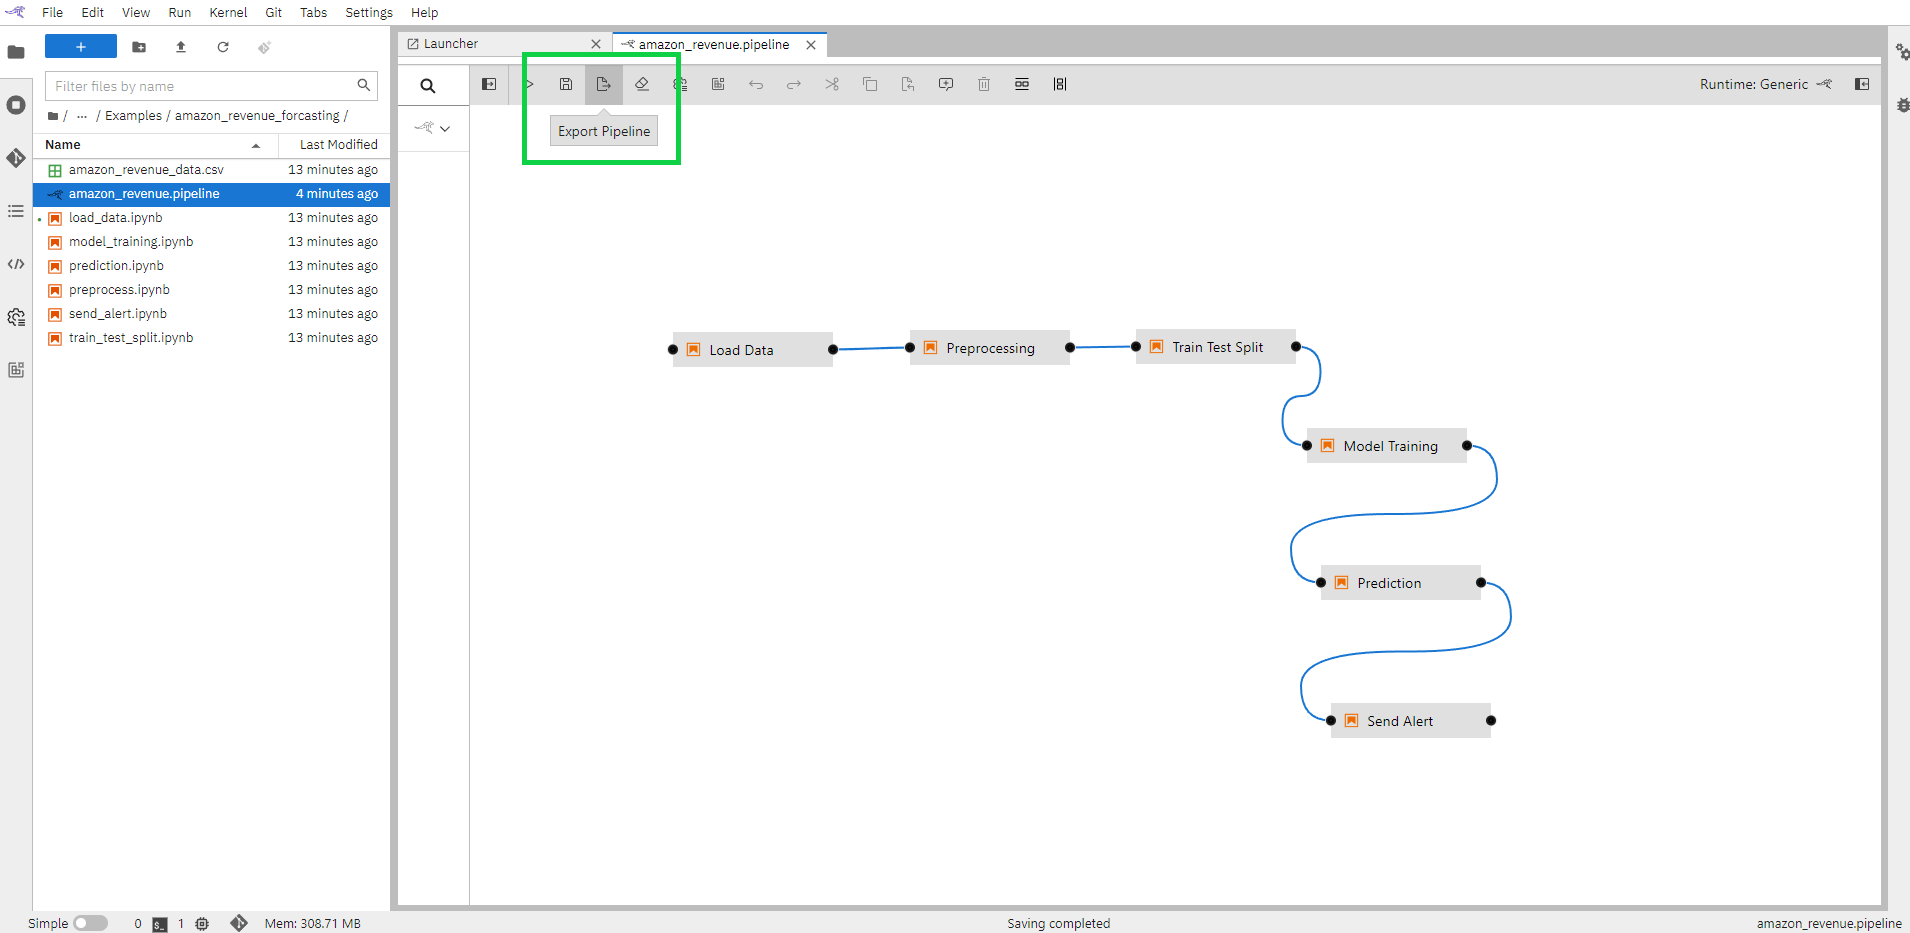 File Edit View Run Kernel Git Tabs Settings Help
+
Launcher
amazon_revenue.pipeline
Filter files by name
Runtime: Generic
/ ... / Examples / amazon_revenue_forcasting /
Export Pipeline
Name Last Modified
amazon_revenue_data.csv 13 minutes ago
amazon_revenue.pipeline 4 minutes ago
load_data.ipynb 13 minutes ago
model_training.ipynb 13 minutes ago
prediction.ipynb 13 minutes ago
preprocess.ipynb 13 minutes ago
send_alert.ipynb 13 minutes ago
train_test_split.ipynb 13 minutes ago
Load Data
Preprocessing
Train Test Split
Model Training
Prediction
Send Alert
Simple 0 1 Mem: 308.71 MB
Saving completed
amazon_revenue.pipeline